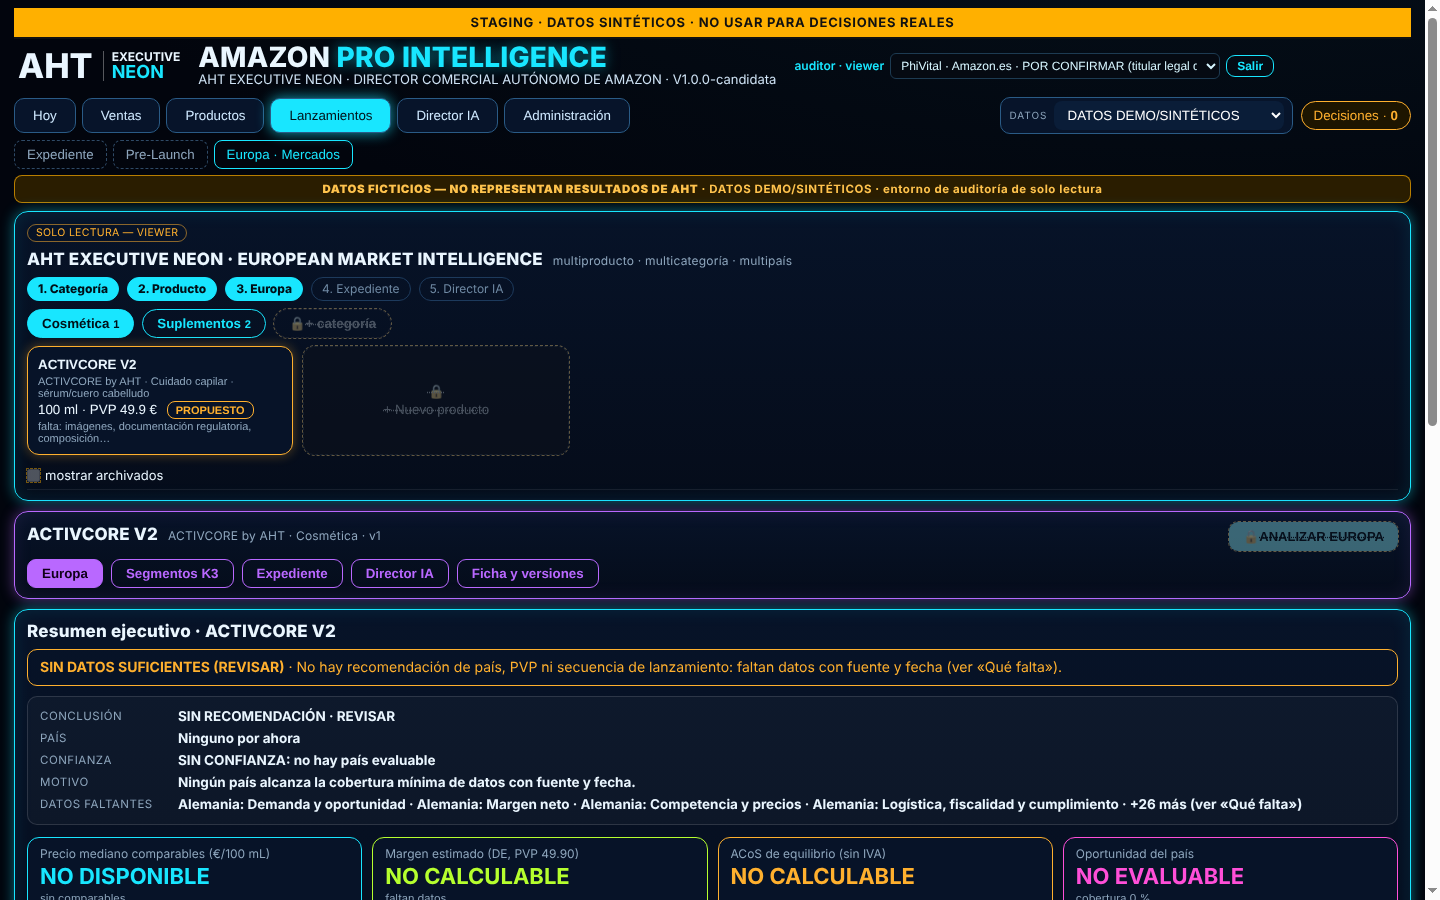 STAGING · DATOS SINTÉTICOS · NO USAR PARA DECISIONES REALES
AHT EXECUTIVE NEON
AMAZON PRO INTELLIGENCE
AHT EXECUTIVE NEON · DIRECTOR COMERCIAL AUTÓNOMO DE AMAZON · V1.0.0-candidata
auditor · viewer
PhiVital · Amazon.es · POR CONFIRMAR (titular legal c
Salir
Hoy
Ventas
Productos
Lanzamientos
Director IA
Administración
DATOS
DATOS DEMO/SINTÉTICOS
Decisiones · 0
Expediente
Pre-Launch
Europa · Mercados
DATOS FICTICIOS — NO REPRESENTAN RESULTADOS DE AHT · DATOS DEMO/SINTÉTICOS · entorno de auditoría de solo lectura
SOLO LECTURA — VIEWER
AHT EXECUTIVE NEON · EUROPEAN MARKET INTELLIGENCE multiproducto · multicategoría · multipaís
1. Categoría
2. Producto
3. Europa
4. Expediente
5. Director IA
Cosmética 1
Suplementos 2
🔒+ categoría
ACTIVCORE V2
ACTIVCORE by AHT · Cuidado capilar ·
sérum/cuero cabelludo
100 ml · PVP 49.9 € PROPUESTO
falta: imágenes, documentación regulatoria,
composición…
🔒
+ Nuevo producto
mostrar archivados
ACTIVCORE V2 ACTIVCORE by AHT · Cosmética · v1
🔒ANALIZAR EUROPA
Europa
Segmentos K3
Expediente
Director IA
Ficha y versiones
Resumen ejecutivo · ACTIVCORE V2
SIN DATOS SUFICIENTES (REVISAR) · No hay recomendación de país, PVP ni secuencia de lanzamiento: faltan datos con fuente y fecha (ver «Qué falta»).
CONCLUSIÓN SIN RECOMENDACIÓN · REVISAR
PAÍS Ninguno por ahora
CONFIANZA SIN CONFIANZA: no hay país evaluable
MOTIVO Ningún país alcanza la cobertura mínima de datos con fuente y fecha.
DATOS FALTANTES Alemania: Demanda y oportunidad · Alemania: Margen neto · Alemania: Competencia y precios · Alemania: Logística, fiscalidad y cumplimiento · +26 más (ver «Qué falta»)
Precio mediano comparables (€/100 mL)
NO DISPONIBLE
sin comparables
Margen estimado (DE, PVP 49.90)
NO CALCULABLE
faltan datos
ACoS de equilibrio (sin IVA)
NO CALCULABLE
Oportunidad del país
NO EVALUABLE
cobertura 0 %